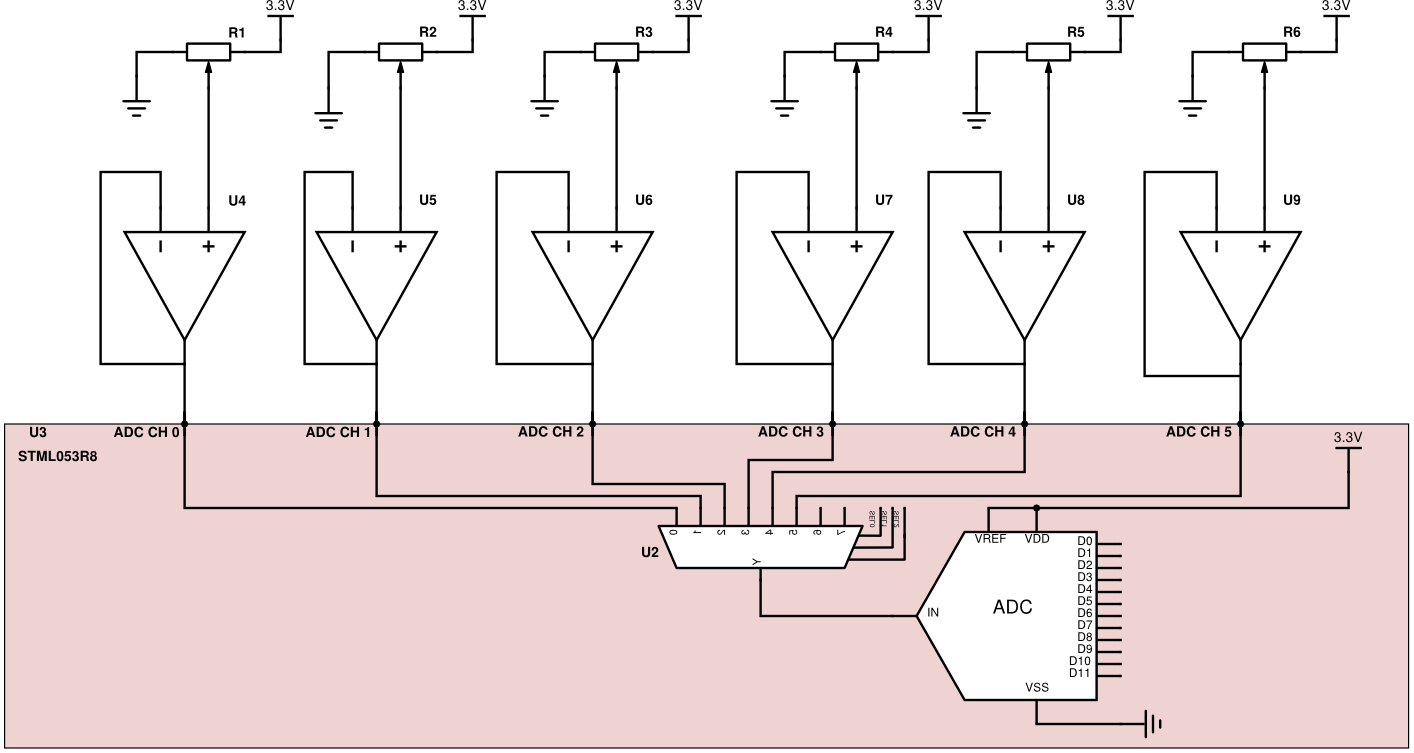 3.3V 3.3V 3.3V 3.3V 3.3V 3.3V
R1 R2 R3 R4 R5 R6
U4 U5 U6 U7 U8 U9
− + − + − + − + − + − +
U3 ADC CH 0 ADC CH 1 ADC CH 2 ADC CH 3 ADC CH 4 ADC CH 5
3.3V
STML053R8
SEL0 SEL1 SEL2
0 1 2 3 4 5 6 7
U2
Y
VREF VDD
D0
D1
D2
D3
D4
D5
D6
D7
D8
D9
D10
D11
ADC
IN
VSS